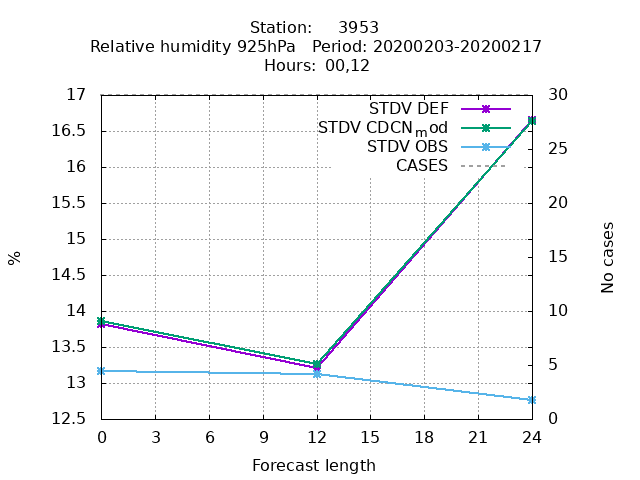 Station: 3953
Relative humidity 925hPa Period: 20200203-20200217
Hours: 00,12
17
16.5
16
15.5
15
14.5
14
13.5
13
12.5
%
STDV DEF
STDV CDCNmod
STDV OBS
CASES
30
25
20
15
10
5
0
No cases
0 3 6 9 12 15 18 21 24
Forecast length